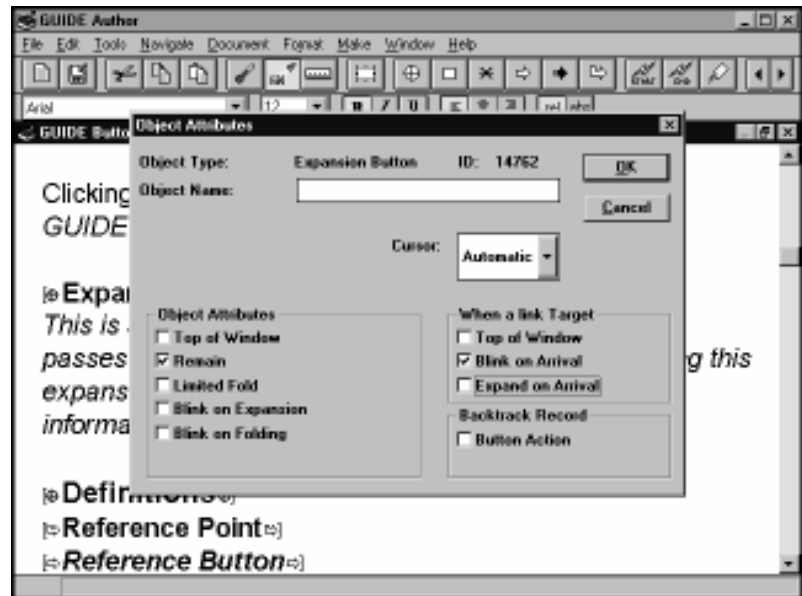 GUIDE Author
File Edit Tools Navigate Document Format Make Window Help
Arial 12 B I U rel abs
GUIDE Butto
Object Attributes
Object Type: Expansion Button ID: 14762 OK
Object Name:
Cancel
Cursor: Automatic
Clicking
GUIDE
Expan
This is
passes g this
expans
informa
Object Attributes
Top of Window
Remain
Limited Fold
Blink on Expansion
Blink on Folding
When a link Target
Top of Window
Blink on Arrival
Expand on Arrival
Backtrack Record
Button Action
Definitions
Reference Point
Reference Button